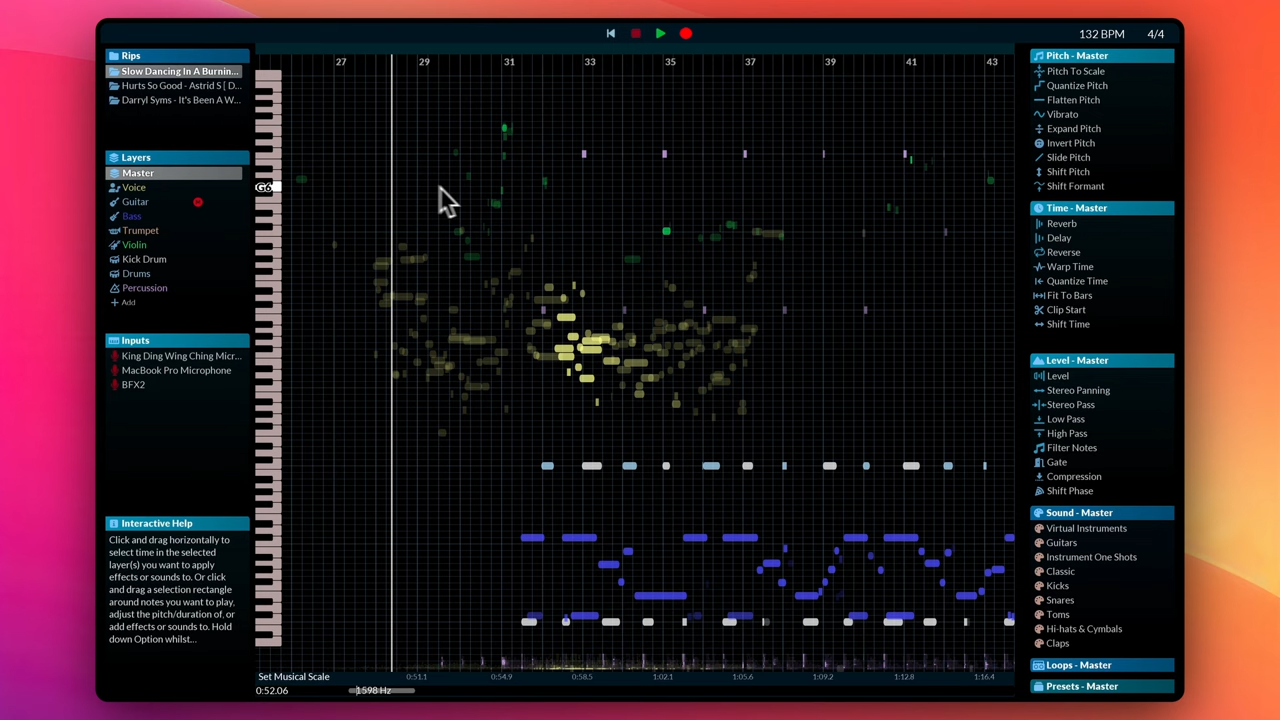 132 BPM 4/4
Rips
Slow Dancing In A Burnin...
Hurts So Good - Astrid S [ D...
Darryl Syms - It's Been A W...
Layers
Master
Voice
Guitar
Bass
Trumpet
Violin
Kick Drum
Drums
Percussion
Add
Inputs
King Ding Wing Ching Micr...
MacBook Pro Microphone
BFX2
Interactive Help
Click and drag horizontally to
select time in the selected
layer(s) you want to apply
effects or sounds to. Or click
and drag a selection rectangle
around notes you want to play,
adjust the pitch/duration of, or
add effects or sounds to. Hold
down Option whilst...
27 29 31 33 35 37 39 41 43
G6
Set Musical Scale
0:51.1 0:54.9 0:58.5 1:02.1 1:05.6 1:09.2 1:12.8 1:16.4
0:52.06 1598 Hz
Pitch - Master
Pitch To Scale
Quantize Pitch
Flatten Pitch
Vibrato
Expand Pitch
Invert Pitch
Slide Pitch
Shift Pitch
Shift Formant
Time - Master
Reverb
Delay
Reverse
Warp Time
Quantize Time
Fit To Bars
Clip Start
Shift Time
Level - Master
Level
Stereo Panning
Stereo Pass
Low Pass
High Pass
Filter Notes
Gate
Compression
Shift Phase
Sound - Master
Virtual Instruments
Guitars
Instrument One Shots
Classic
Kicks
Snares
Toms
Hi-hats & Cymbals
Claps
Loops - Master
Presets - Master